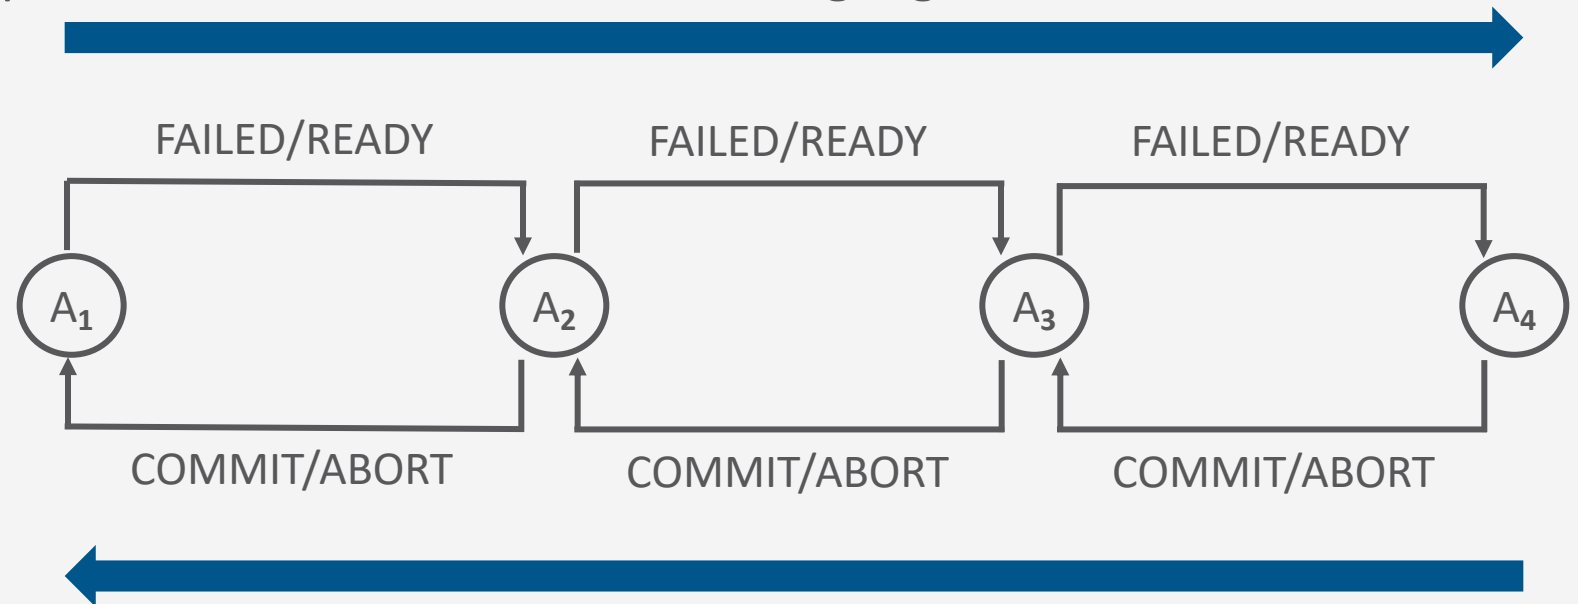 FAILED/READY FAILED/READY FAILED/READY
A1 A2 A3 A4
COMMIT/ABORT COMMIT/ABORT COMMIT/ABORT